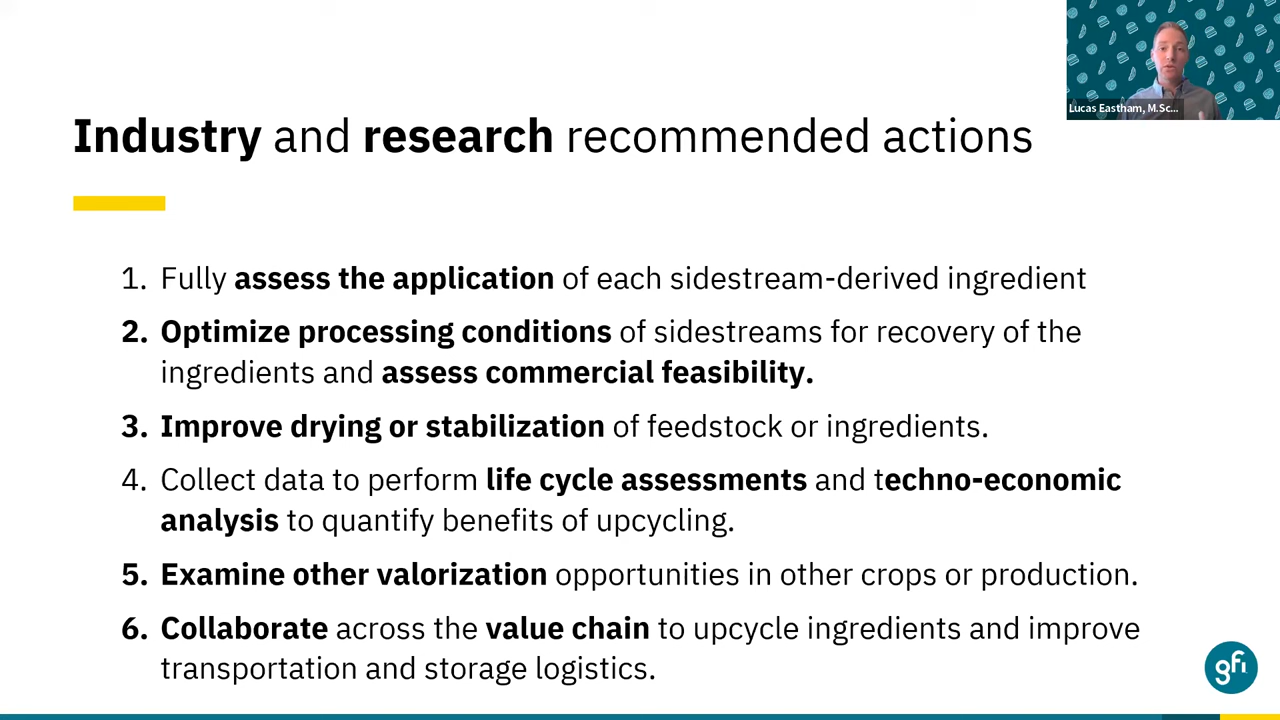 Lucas Eastham, M.Sc...
Industry and research recommended actions
1. Fully assess the application of each sidestream-derived ingredient
2. Optimize processing conditions of sidestreams for recovery of the
ingredients and assess commercial feasibility.
3. Improve drying or stabilization of feedstock or ingredients.
4. Collect data to perform life cycle assessments and techno-economic
analysis to quantify benefits of upcycling.
5. Examine other valorization opportunities in other crops or production.
6. Collaborate across the value chain to upcycle ingredients and improve
transportation and storage logistics.
gfi